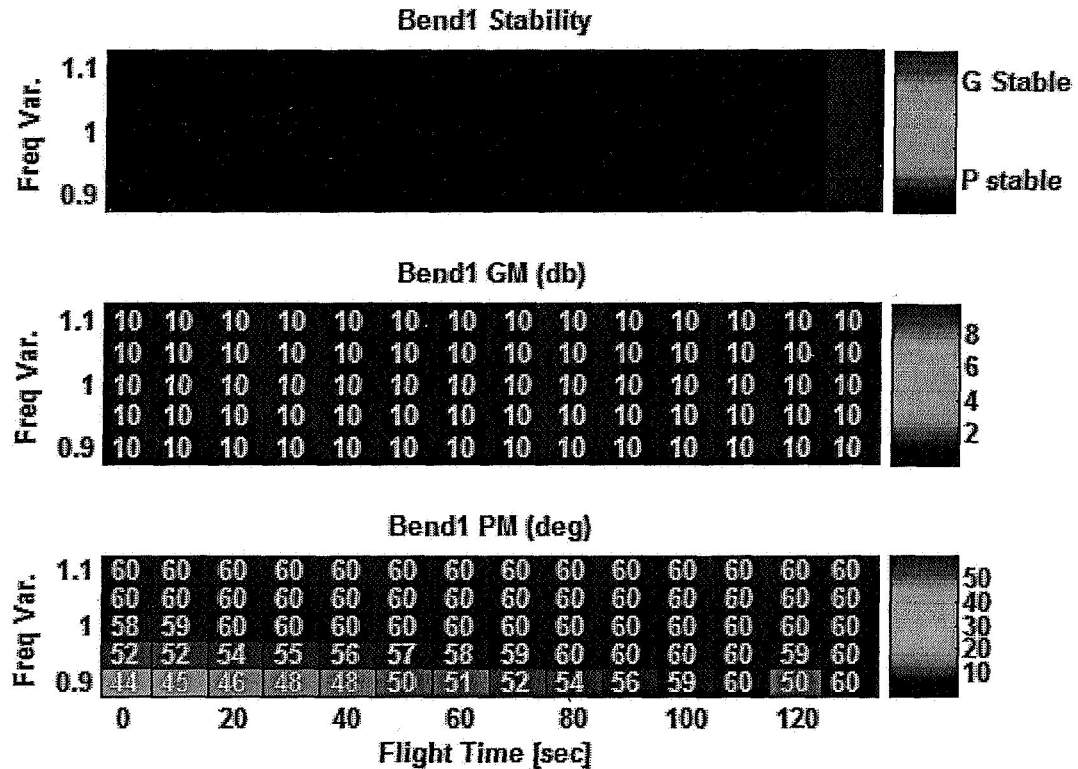 Bend1 Stability
Freq Var.
1.1
1
0.9
G Stable
P stable
Bend1 GM (db)
Freq Var.
1.1 10 10 10 10 10 10 10 10 10 10 10 10 10 10
10 10 10 10 10 10 10 10 10 10 10 10 10 10
1 10 10 10 10 10 10 10 10 10 10 10 10 10 10
10 10 10 10 10 10 10 10 10 10 10 10 10 10
0.9 10 10 10 10 10 10 10 10 10 10 10 10 10 10
8
6
4
2
Bend1 PM (deg)
Freq Var.
1.1 60 60 60 60 60 60 60 60 60 60 60 60 60 60
60 60 60 60 60 60 60 60 60 60 60 60 60 60
1 58 59 60 60 60 60 60 60 60 60 60 60 60 60
52 52 54 55 56 57 58 59 60 60 60 60 59 60
0.9 44 45 46 48 48 50 51 52 54 56 59 60 50 60
50
40
30
20
10
0 20 40 60 80 100 120
Flight Time [sec]